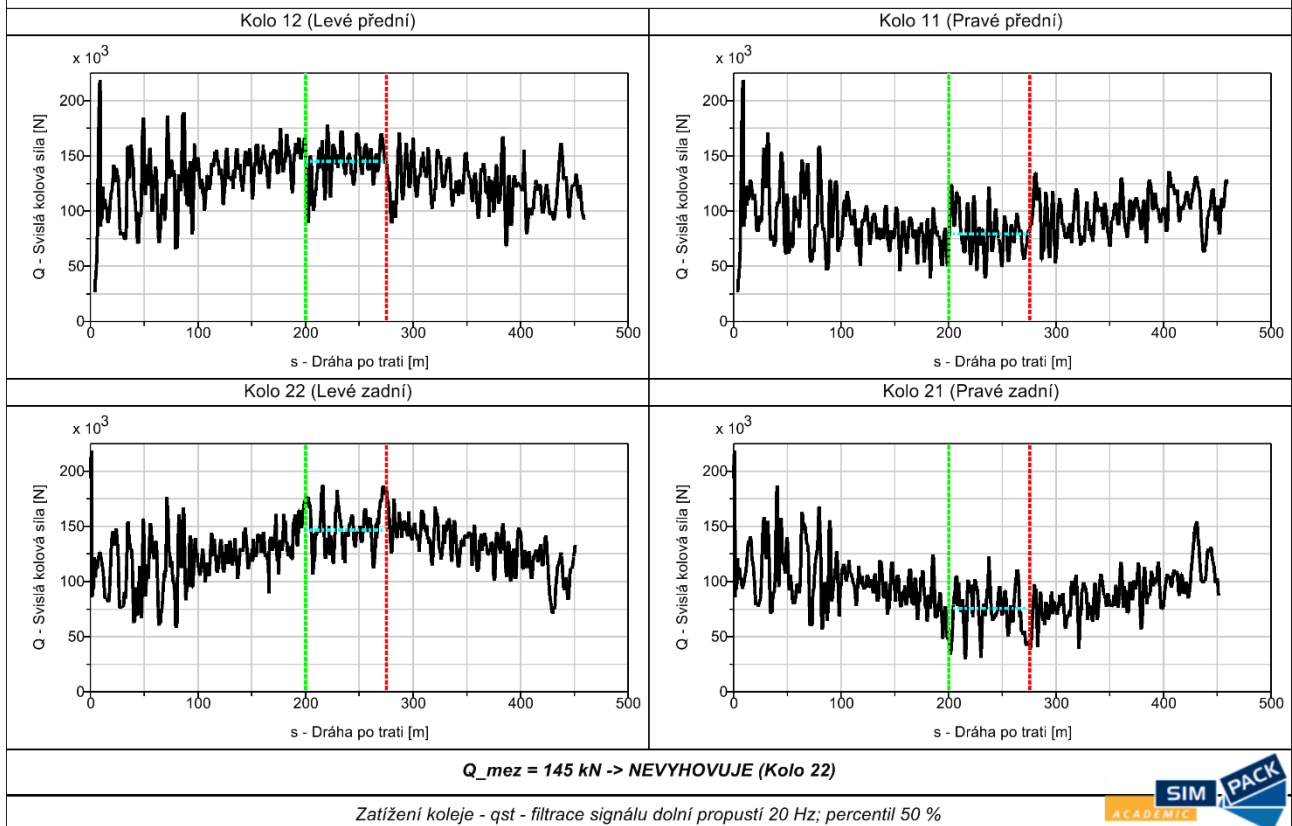 Kolo 12 (Levé přední)
x 10³
Q - Svislá kolová síla [N]
200
150
100
50
0
0 100 200 300 400 500
s - Dráha po trati [m]
Kolo 11 (Pravé přední)
x 10³
Q - Svislá kolová síla [N]
200
150
100
50
0
0 100 200 300 400 500
s - Dráha po trati [m]
Kolo 22 (Levé zadní)
x 10³
Q - Svislá kolová síla [N]
200
150
100
50
0
0 100 200 300 400 500
s - Dráha po trati [m]
Kolo 21 (Pravé zadní)
x 10³
Q - Svislá kolová síla [N]
200
150
100
50
0
0 100 200 300 400 500
s - Dráha po trati [m]
Q_mez = 145 kN -> NEVYHOVUJE (Kolo 22)
Zatížení koleje - qst - filtrace signálu dolní propustí 20 Hz; percentil 50 %
SIM PACK
ACADEMIC